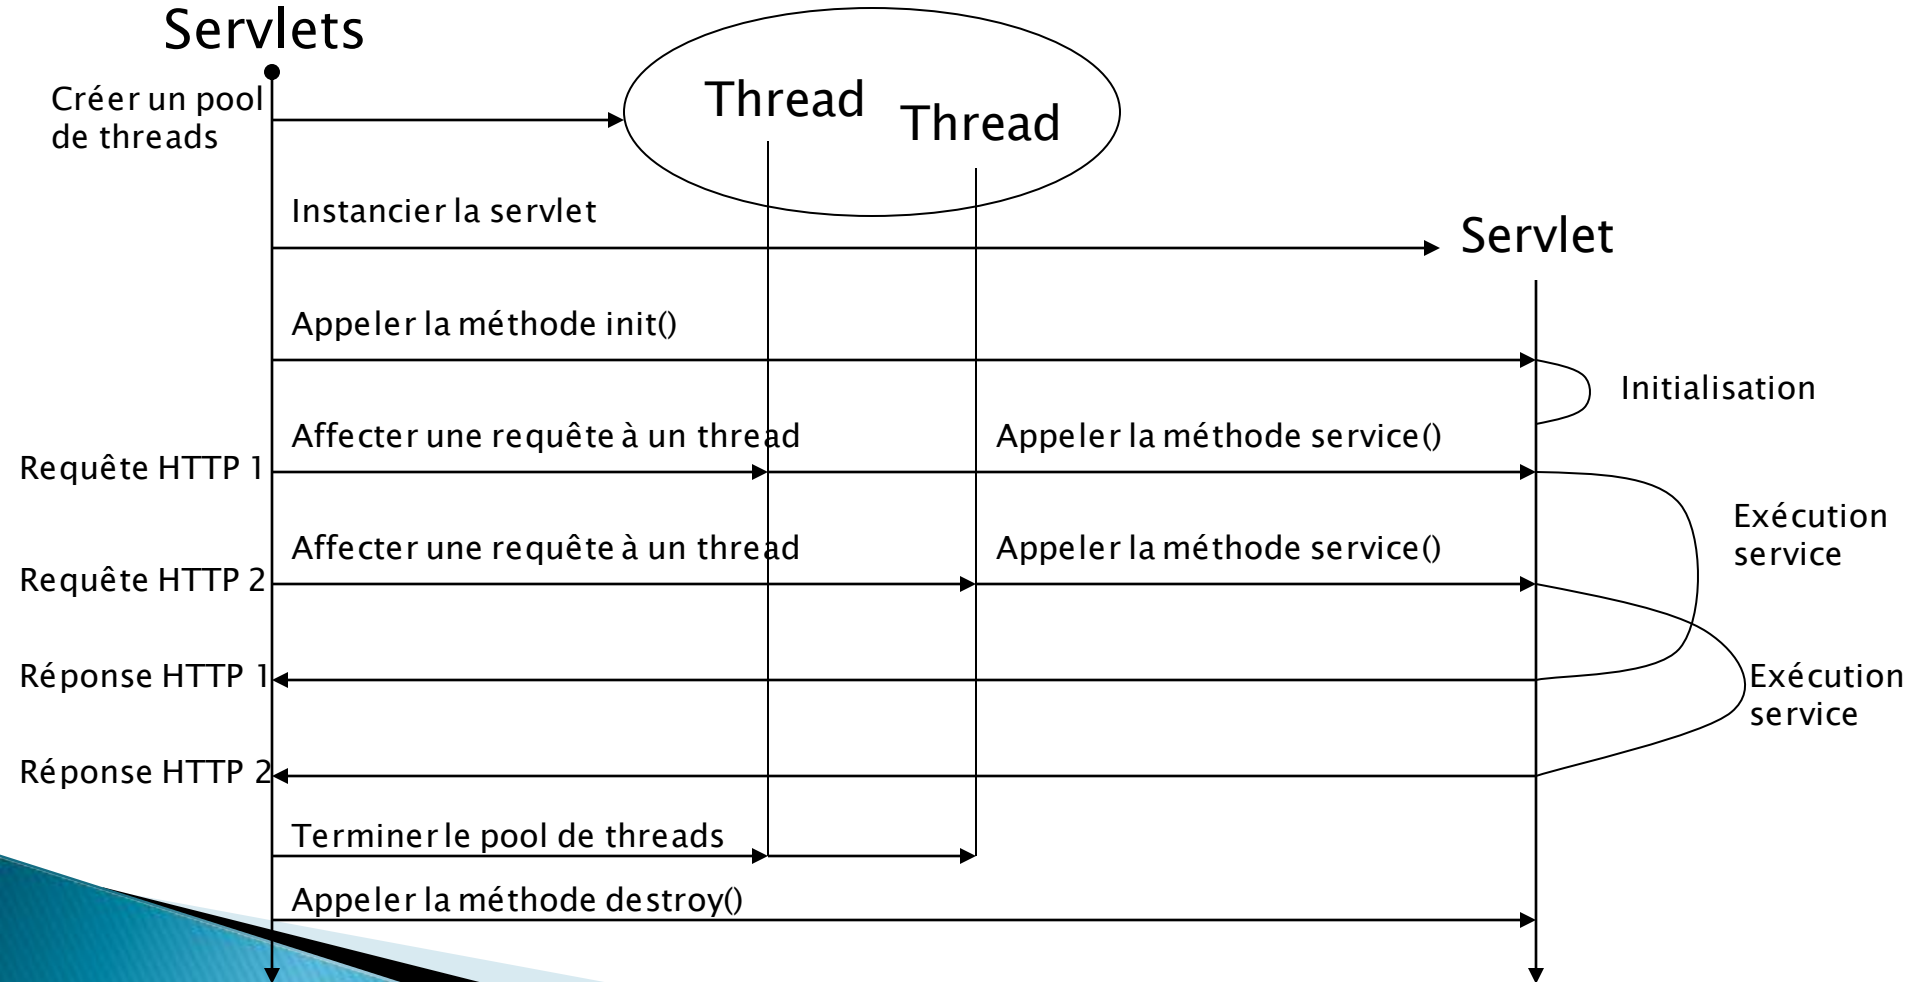 Servlets
Créer un pool
de threads
Thread
Thread
Instancier la servlet
Servlet
Appeler la méthode init()
Initialisation
Affecter une requête à un thread
Appeler la méthode service()
Requête HTTP 1
Exécution
service
Affecter une requête à un thread
Appeler la méthode service()
Requête HTTP 2
Réponse HTTP 1
Exécution
service
Réponse HTTP 2
Terminer le pool de threads
Appeler la méthode destroy()